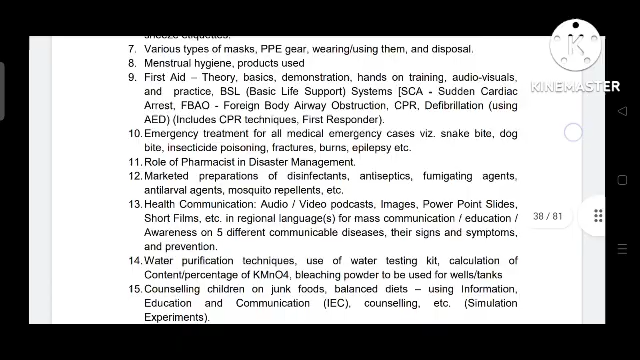 sneeze etiquettes.
7. Various types of masks, PPE gear, wearing/using them, and disposal.
8. Menstrual hygiene, products used
9. First Aid – Theory, basics, demonstration, hands on training, audio-visuals,
and practice, BSL (Basic Life Support) Systems [SCA - Sudden Cardiac
Arrest, FBAO - Foreign Body Airway Obstruction, CPR, Defibrillation (using
AED) (Includes CPR techniques, First Responder).
10. Emergency treatment for all medical emergency cases viz. snake bite, dog
bite, insecticide poisoning, fractures, burns, epilepsy etc.
11. Role of Pharmacist in Disaster Management.
12. Marketed preparations of disinfectants, antiseptics, fumigating agents,
antilarval agents, mosquito repellents, etc.
13. Health Communication: Audio / Video podcasts, Images, Power Point Slides,
Short Films, etc. in regional language(s) for mass communication / education /
Awareness on 5 different communicable diseases, their signs and symptoms,
and prevention.
14. Water purification techniques, use of water testing kit, calculation of
Content/percentage of KMnO4, bleaching powder to be used for wells/tanks
15. Counselling children on junk foods, balanced diets – using Information,
Education and Communication (IEC), counselling, etc. (Simulation
Experiments).
K
KINEMASTER
38 / 81